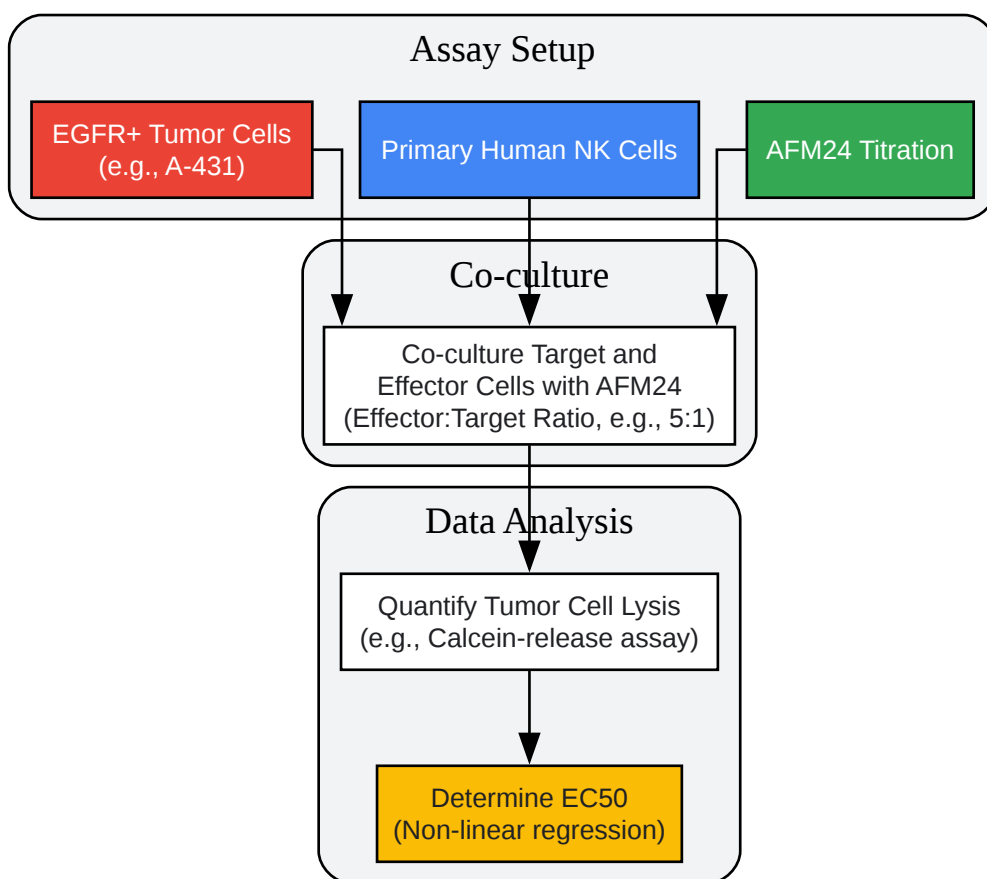 Assay Setup
EGFR+ Tumor Cells
(e.g., A-431)
Primary Human NK Cells
AFM24 Titration
Co-culture
Co-culture Target and
Effector Cells with AFM24
(Effector:Target Ratio, e.g., 5:1)
Data Analysis
Quantify Tumor Cell Lysis
(e.g., Calcein-release assay)
Determine EC50
(Non-linear regression)